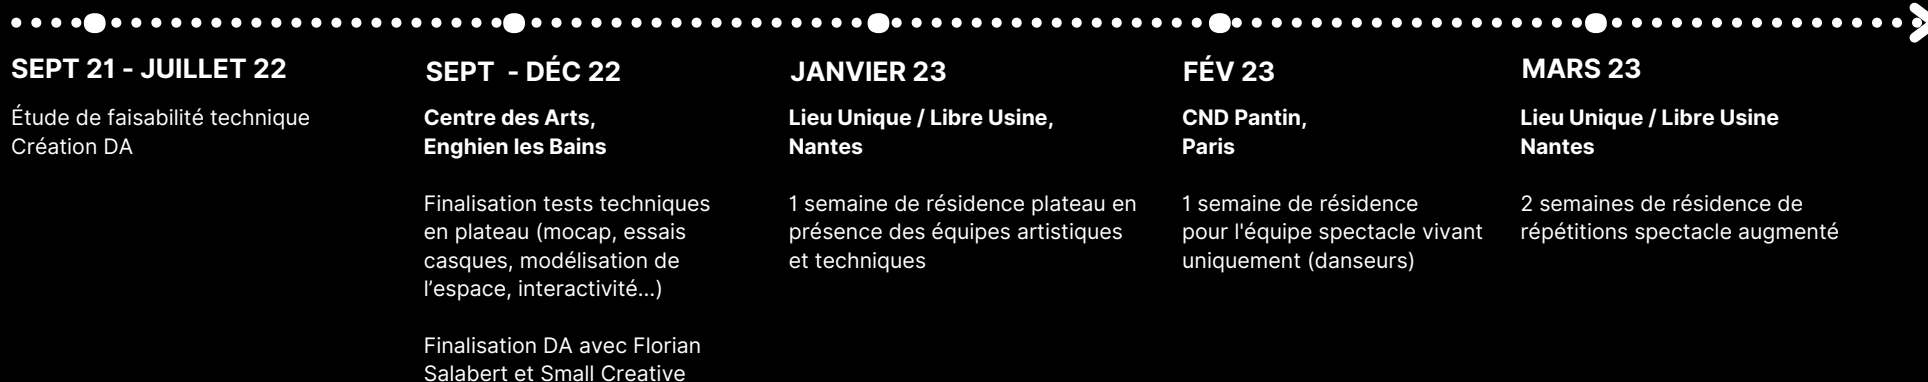 SEPT 21 - JUILLET 22
Étude de faisabilité technique
Création DA
SEPT - DÉC 22
Centre des Arts,
Enghien les Bains
Finalisation tests techniques
en plateau (mocap, essais
casques, modélisation de
l’espace, interactivité...)
Finalisation DA avec Florian
Salabert et Small Creative
JANVIER 23
Lieu Unique / Libre Usine,
Nantes
1 semaine de résidence plateau en
présence des équipes artistiques
et techniques
FÉV 23
CND Pantin,
Paris
1 semaine de résidence
pour l'équipe spectacle vivant
uniquement (danseurs)
MARS 23
Lieu Unique / Libre Usine
Nantes
2 semaines de résidence de
répétitions spectacle augmenté